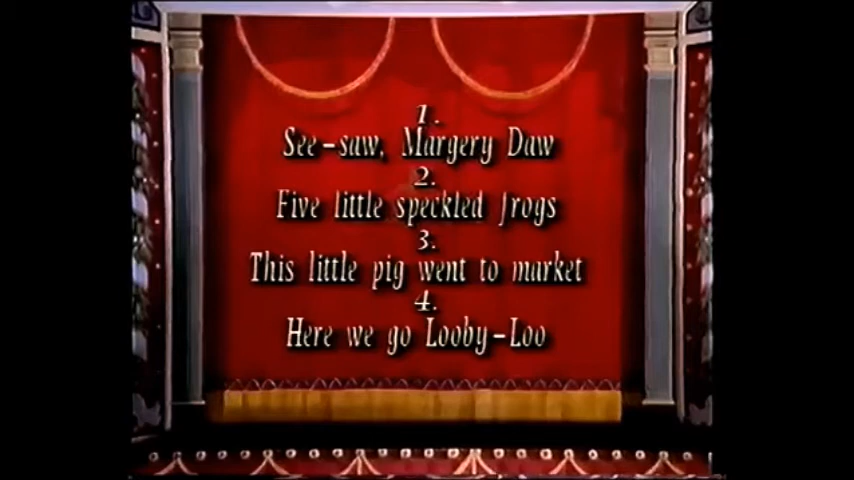 1.
See-saw, Margery Daw
2.
Five little speckled frogs
3.
This little pig went to market
4.
Here we go Looby-Loo